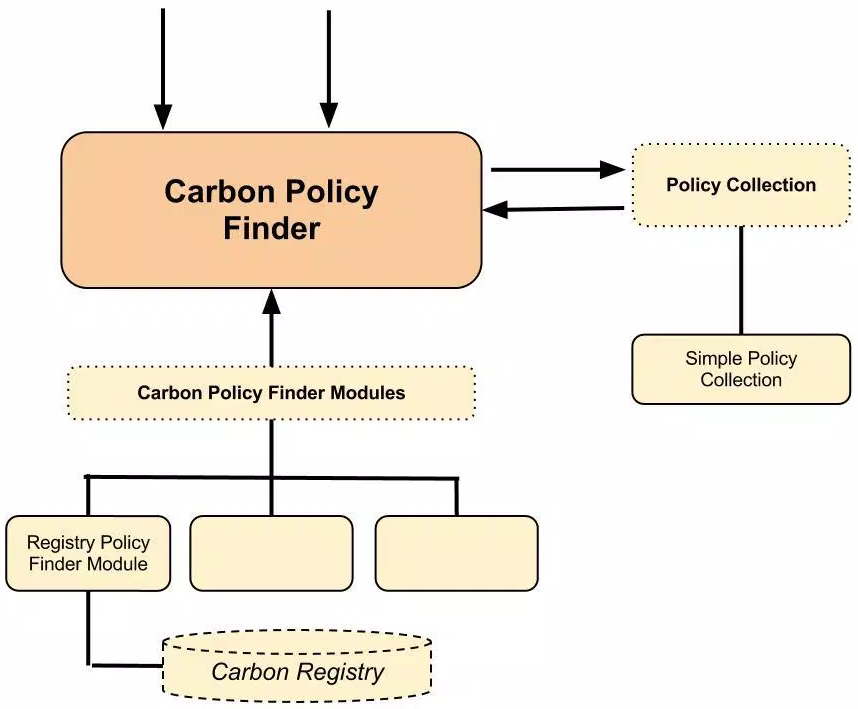 Carbon Policy
Finder
Policy Collection
Simple Policy
Collection
Carbon Policy Finder Modules
Registry Policy
Finder Module
Carbon Registry